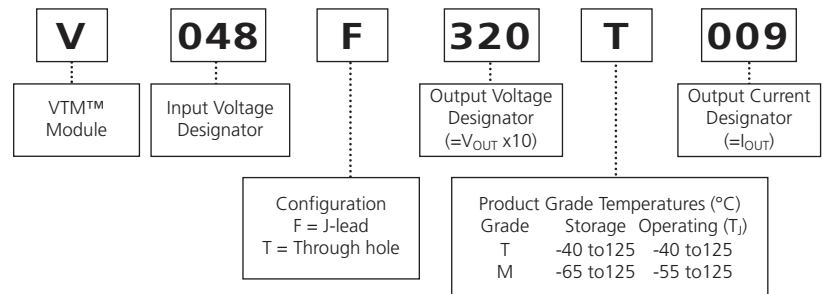 V 048 F 320 T 009
VTM™
Module
Input Voltage
Designator
Output Voltage
Designator
(=VOUT x10)
Output Current
Designator
(=IOUT)
Configuration
F = J-lead
T = Through hole
Product Grade Temperatures (°C)
Grade Storage Operating (TJ)
T -40 to125 -40 to125
M -65 to125 -55 to125